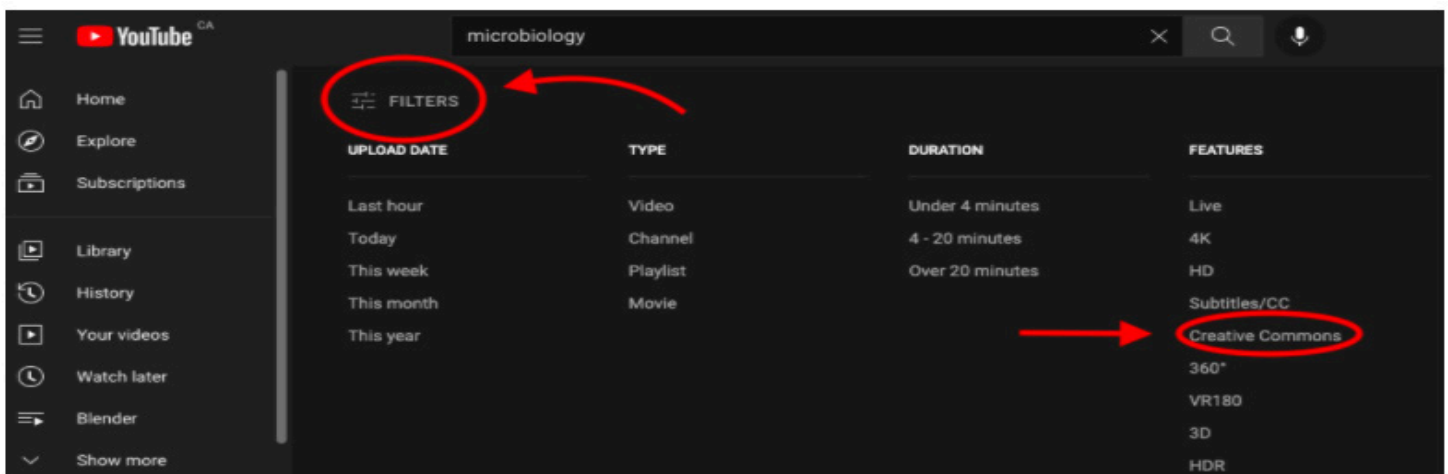 YouTube CA
microbiology
Home
Explore
Subscriptions
Library
History
Your videos
Watch later
Blender
Show more
FILTERS
UPLOAD DATE
Last hour
Today
This week
This month
This year
TYPE
Video
Channel
Playlist
Movie
DURATION
Under 4 minutes
4 - 20 minutes
Over 20 minutes
FEATURES
Live
4K
HD
Subtitles/CC
Creative Commons
360°
VR180
3D
HDR